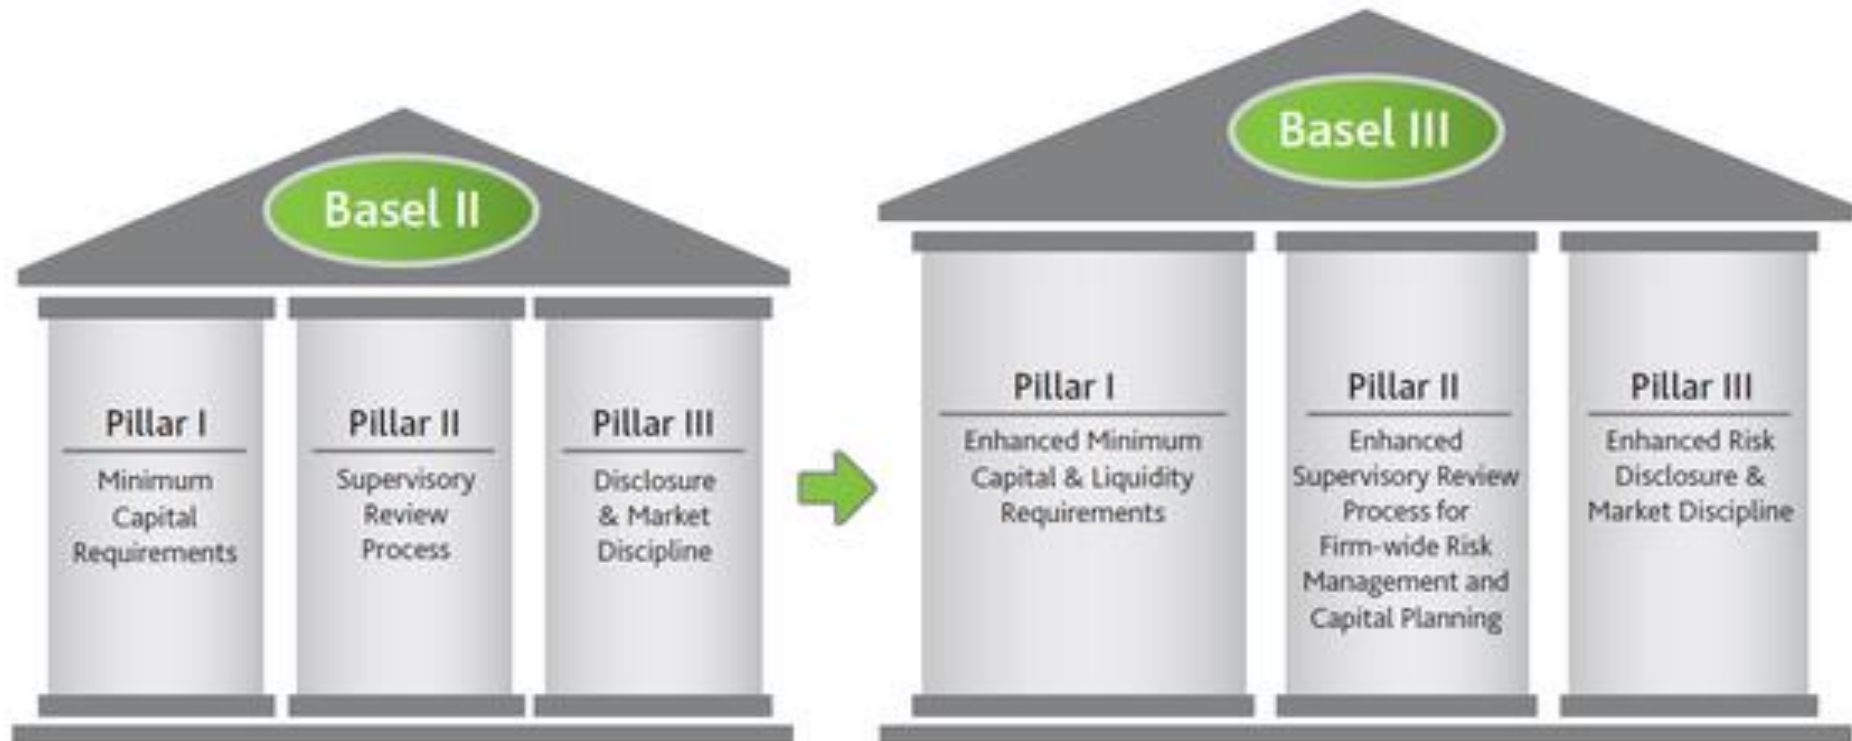 Basel II
Pillar I
Minimum
Capital
Requirements
Pillar II
Supervisory
Review
Process
Pillar III
Disclosure
& Market
Discipline
Basel III
Pillar I
Enhanced Minimum
Capital & Liquidity
Requirements
Pillar II
Enhanced
Supervisory Review
Process for
Firm-wide Risk
Management and
Capital Planning
Pillar III
Enhanced Risk
Disclosure &
Market Discipline